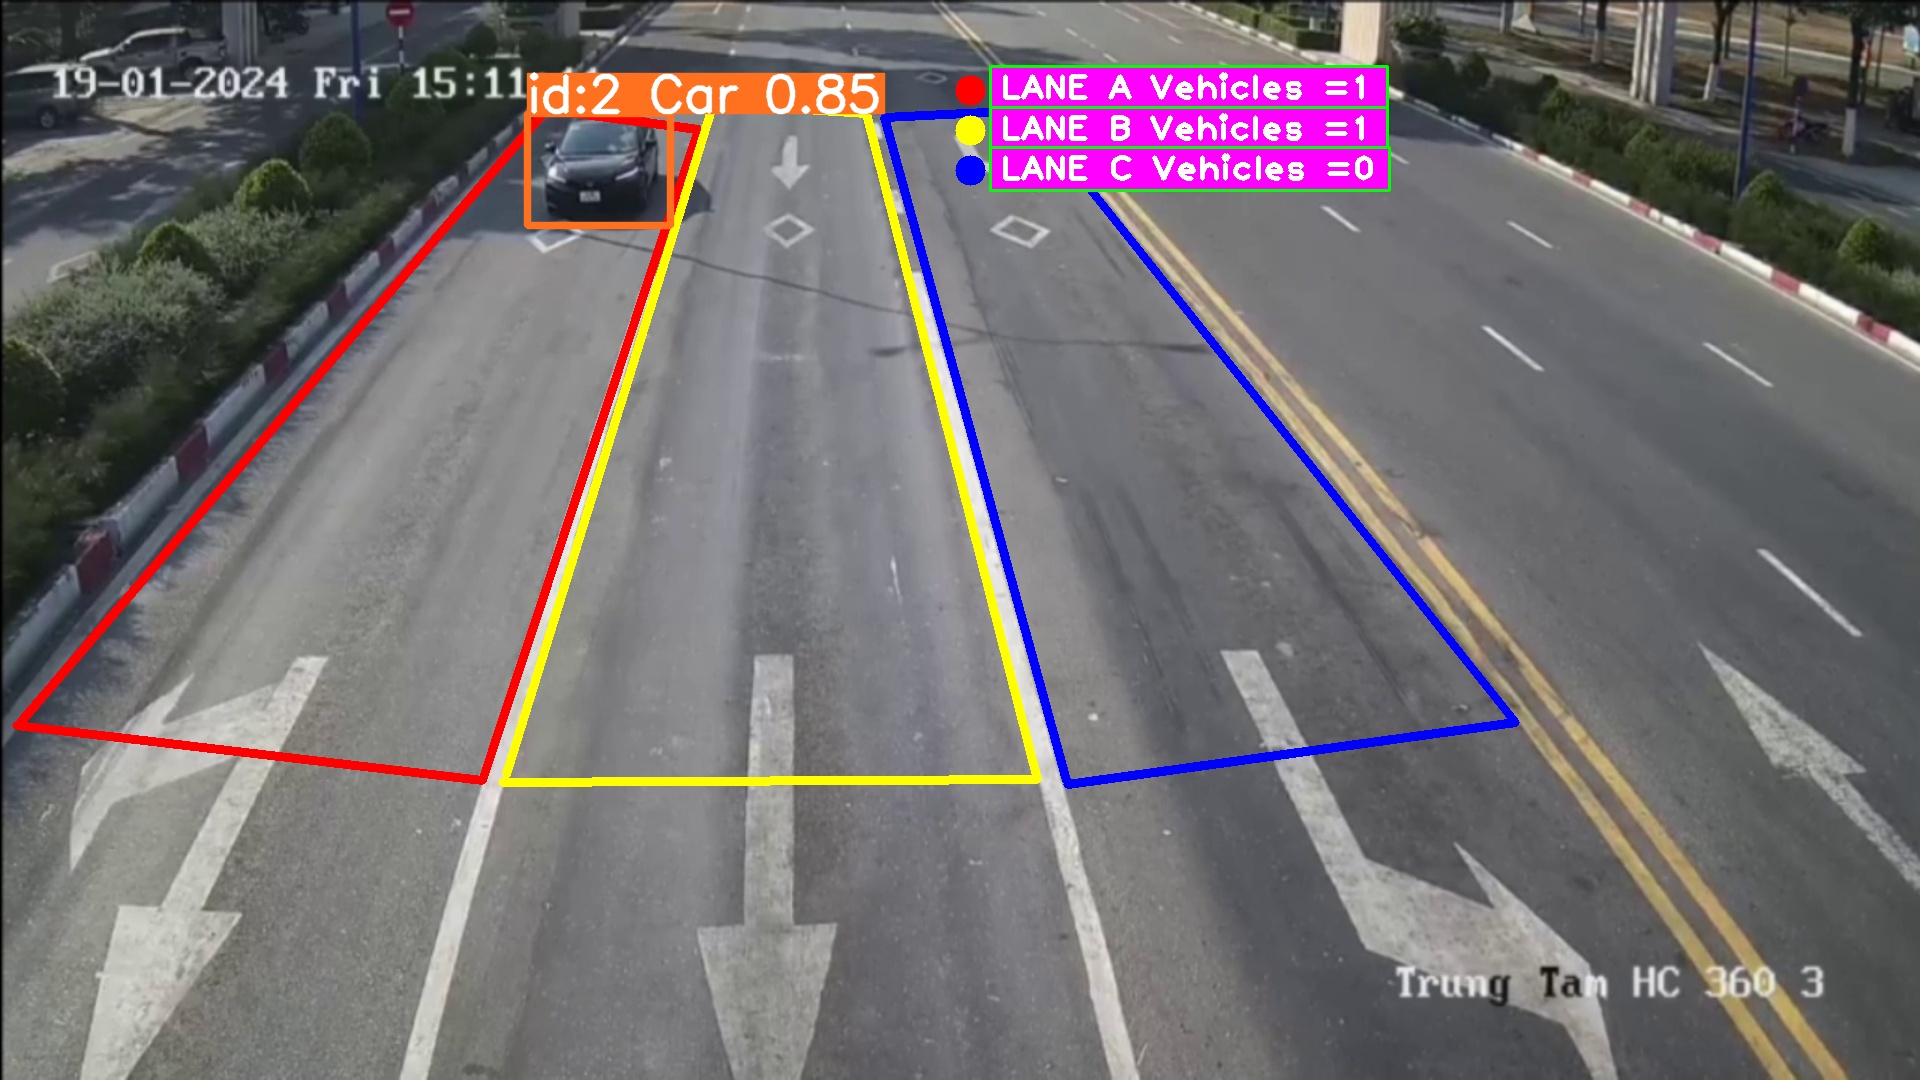 19-01-2024 Fri 15:11
id:2 Car 0.85
LANE A Vehicles =1
LANE B Vehicles =1
LANE C Vehicles =0
Trung Tam HC 360 3